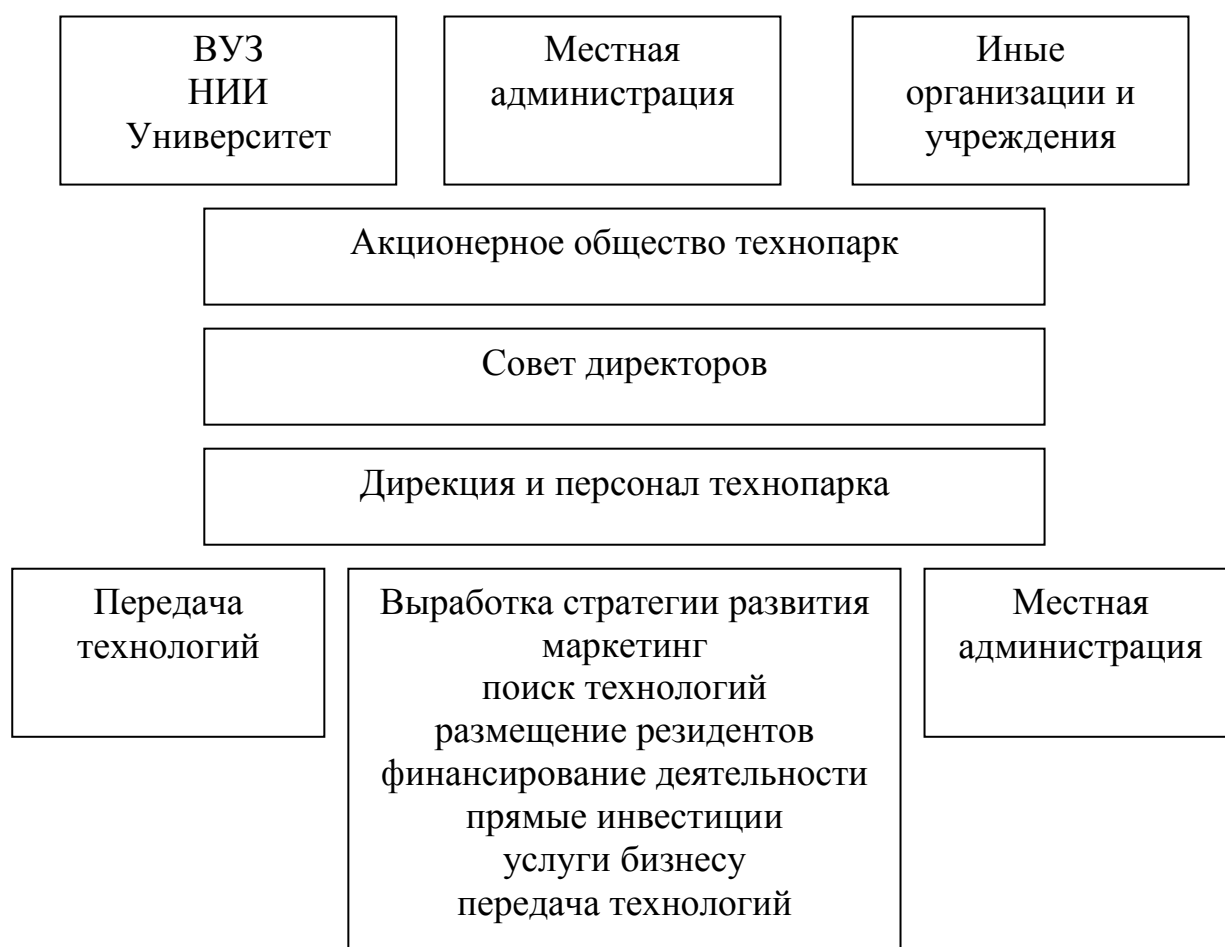 ВУЗ
НИИ
Университет
Местная
администрация
Иные
организации и
учреждения
Акционерное общество технопарк
Совет директоров
Дирекция и персонал технопарка
Передача
технологий
Выработка стратегии развития
маркетинг
поиск технологий
размещение резидентов
финансирование деятельности
прямые инвестиции
услуги бизнесу
передача технологий
Местная
администрация